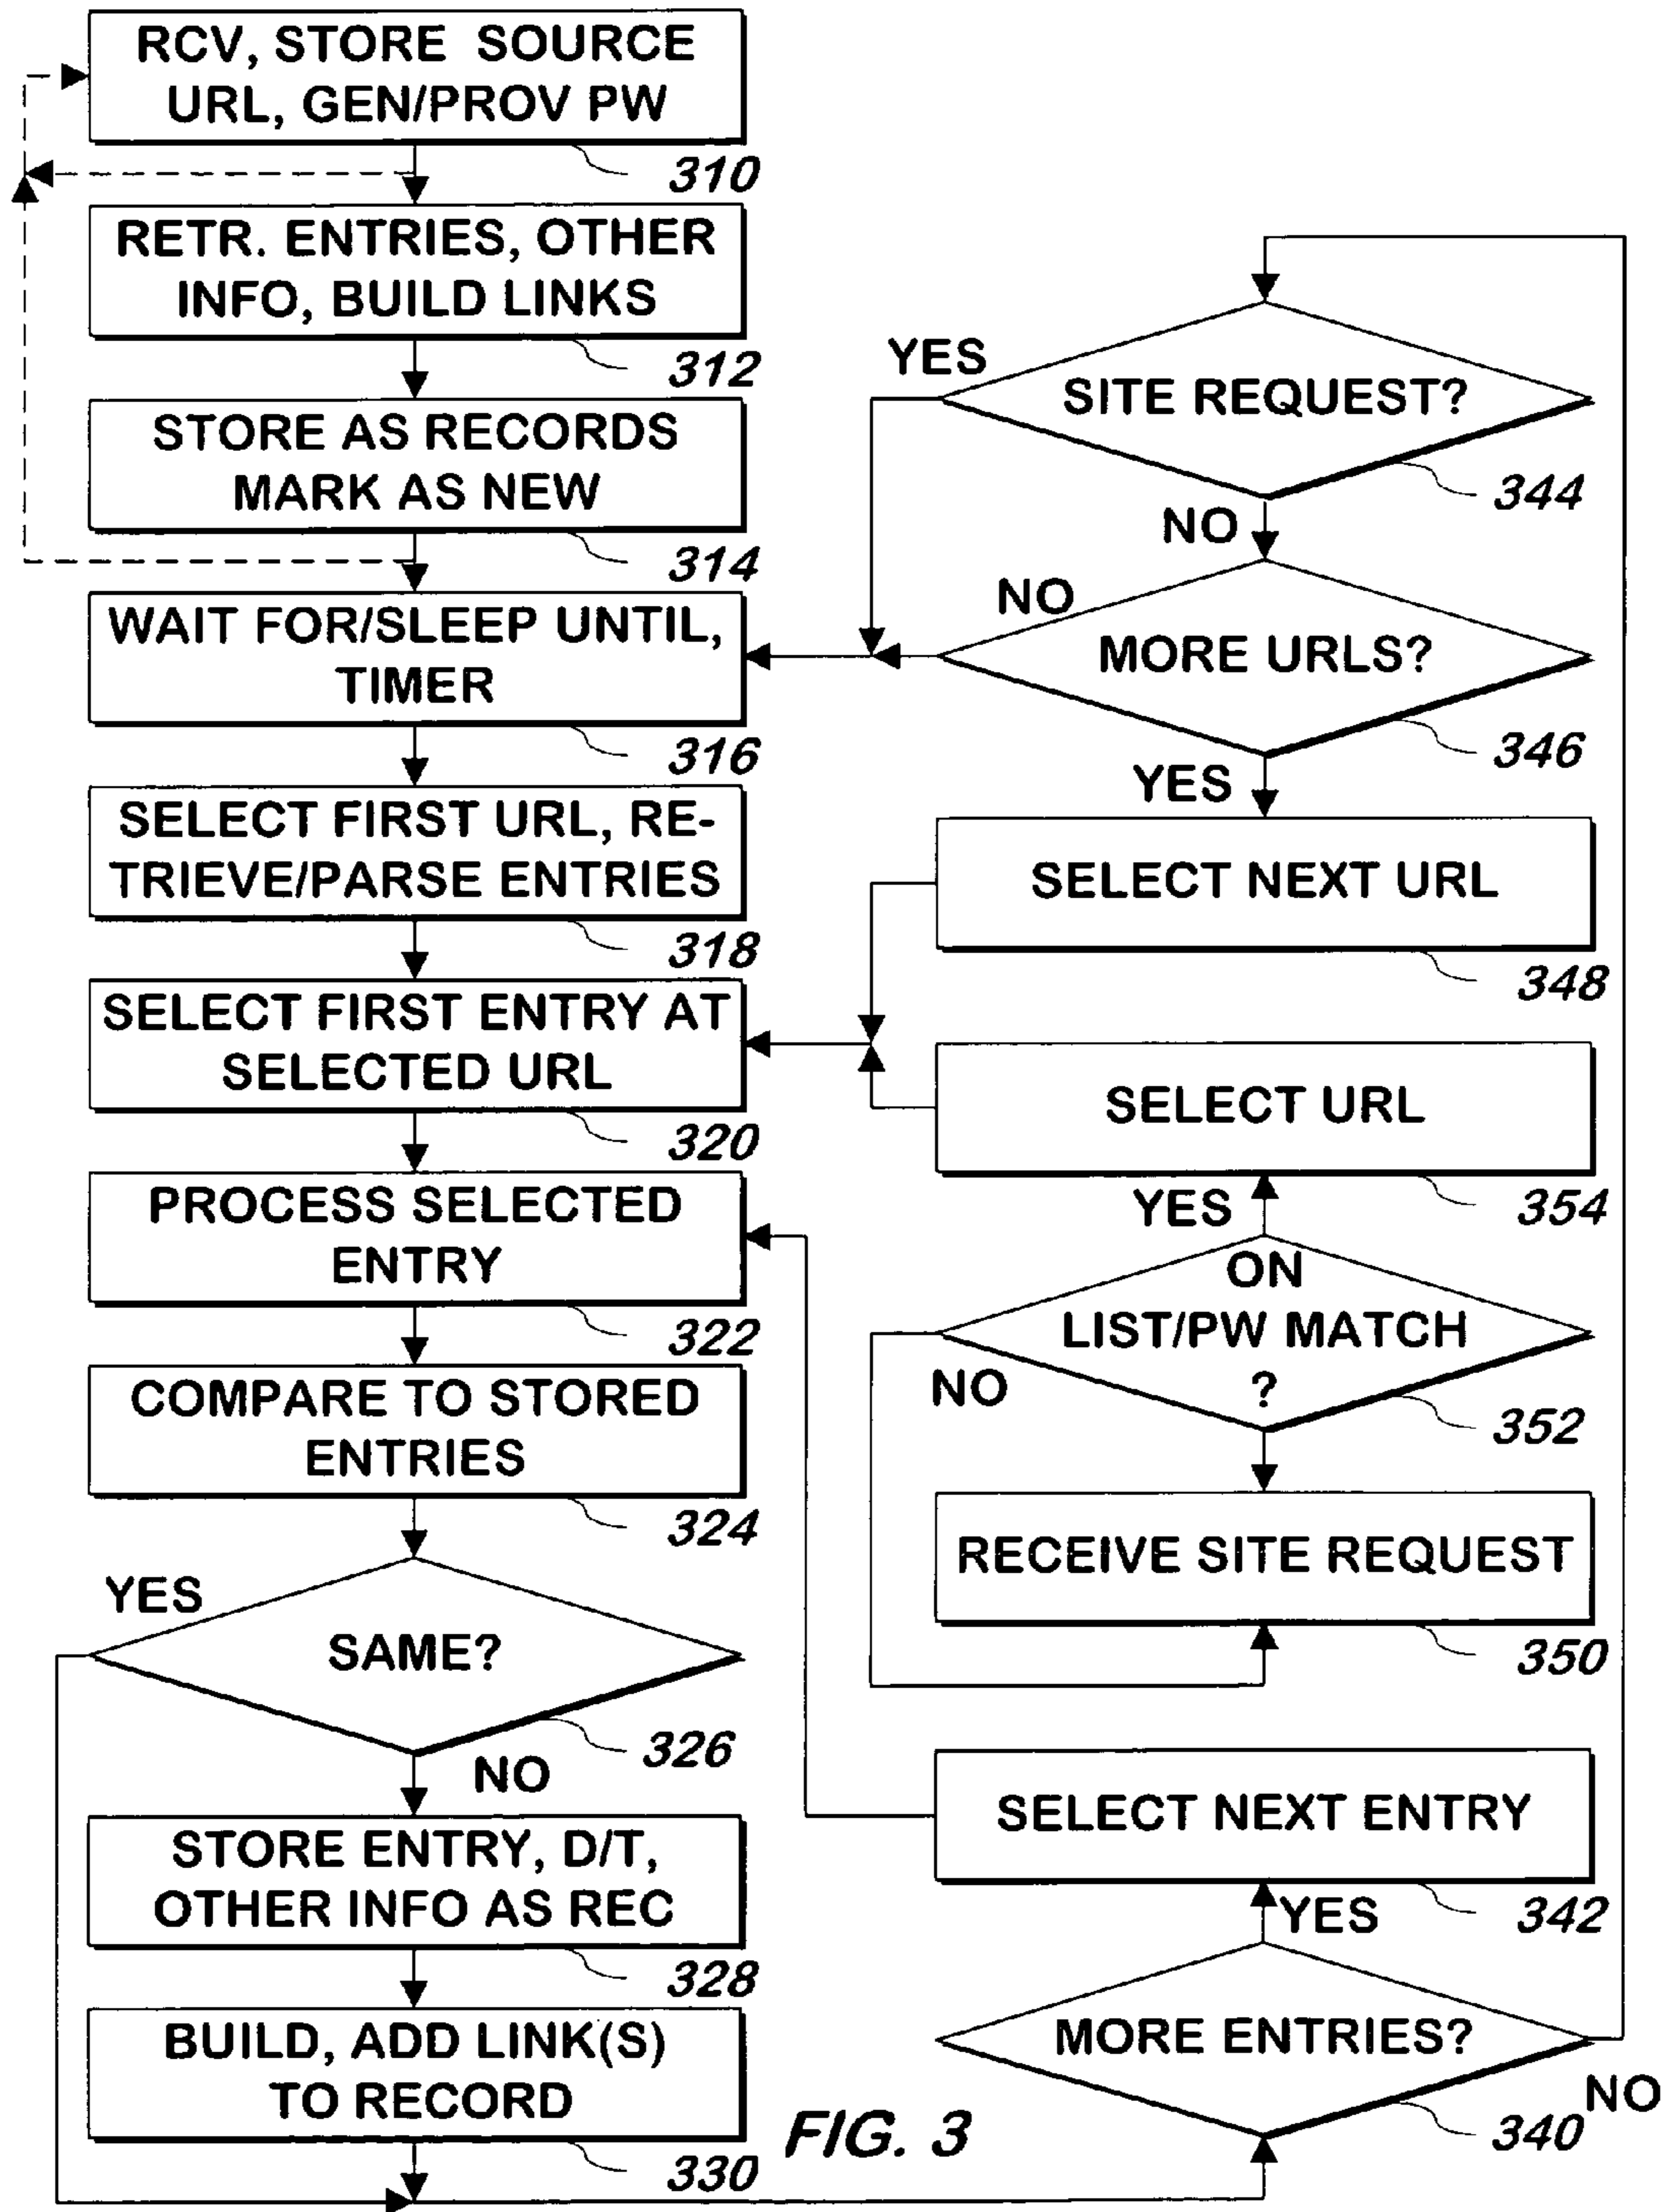 RCV, STORE SOURCE
URL, GEN/PROV PW
310
RETR. ENTRIES, OTHER
INFO, BUILD LINKS
312
STORE AS RECORDS
MARK AS NEW
314
WAIT FOR/SLEEP UNTIL,
TIMER
316
SELECT FIRST URL, RE-
TRIEVE/PARSE ENTRIES
318
SELECT FIRST ENTRY AT
SELECTED URL
320
PROCESS SELECTED
ENTRY
322
COMPARE TO STORED
ENTRIES
324
YES
SAME?
326
NO
STORE ENTRY, D/T,
OTHER INFO AS REC
328
BUILD, ADD LINK(S)
TO RECORD
330
YES
SITE REQUEST?
344
NO
NO
MORE URLS?
346
YES
SELECT NEXT URL
348
SELECT URL
354
YES
ON
LIST/PW MATCH
?
NO
352
RECEIVE SITE REQUEST
350
SELECT NEXT ENTRY
342
YES
MORE ENTRIES?
NO
340
FIG. 3